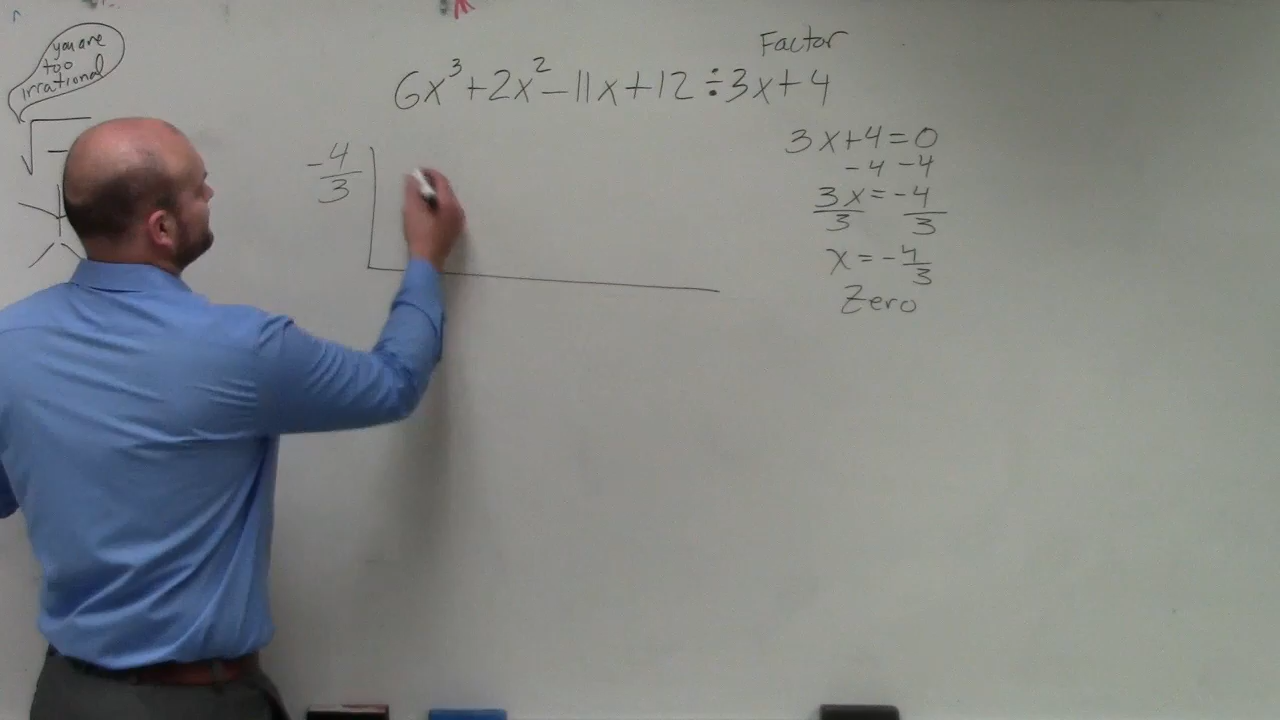 you are
too
irrational
Factor
6x³+2x²-11x+12÷3x+4
3x+4=0
-4 -4
3x=-4
3 3
x=-4/3
Zero
-4/3